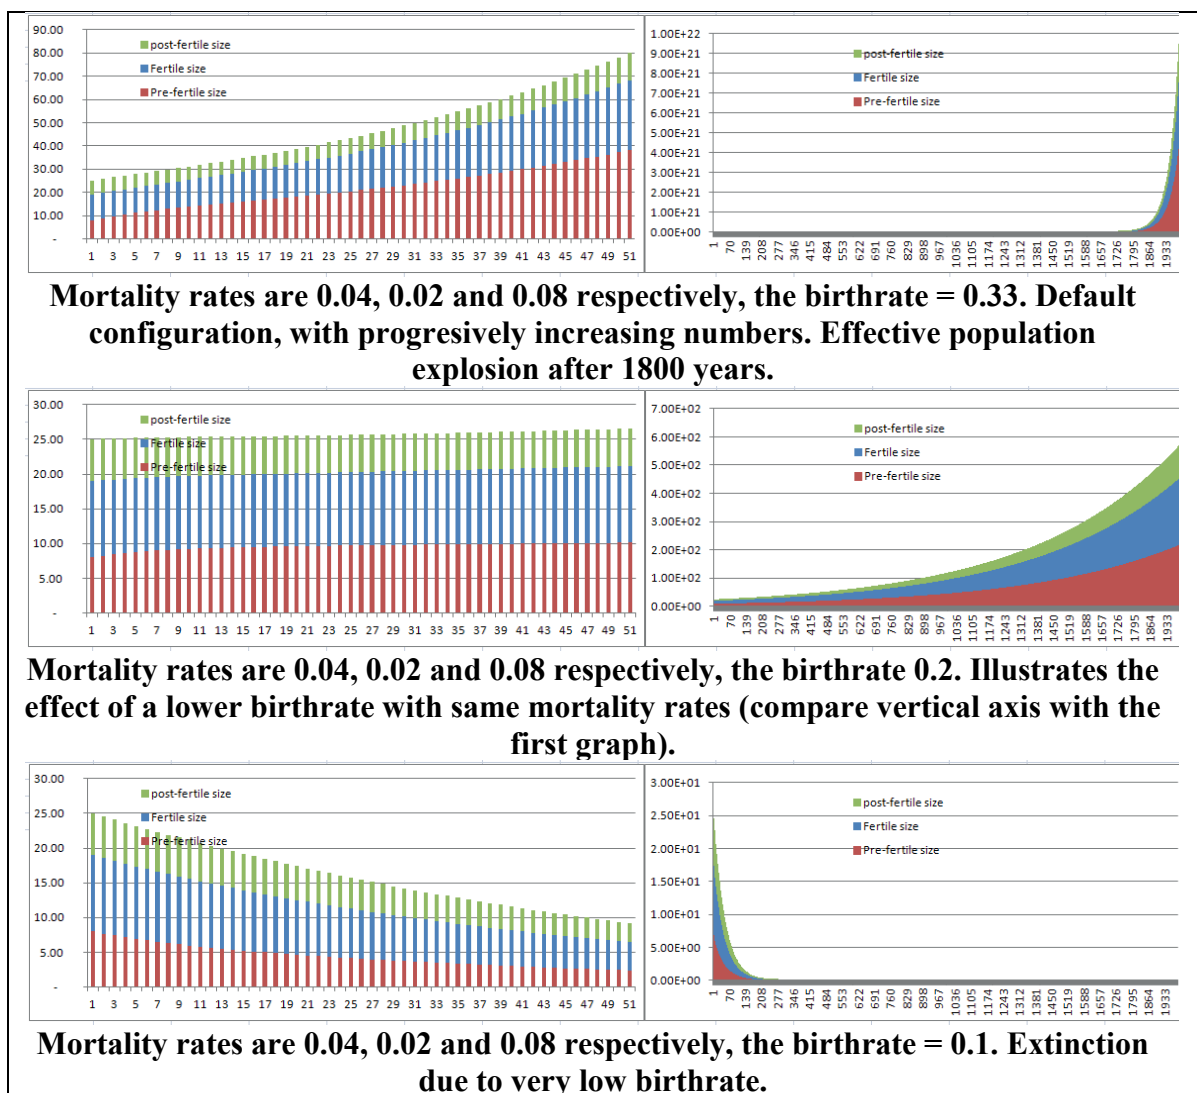 90.00
80.00
70.00
60.00
50.00
40.00
30.00
20.00
10.00
-
post-fertile size
Fertile size
Pre-fertile size
1 3 5 7 9 11 13 15 17 19 21 23 25 27 29 31 33 35 37 39 41 43 45 47 49 51
1.00E+22
9.00E+21
8.00E+21
7.00E+21
6.00E+21
5.00E+21
4.00E+21
3.00E+21
2.00E+21
1.00E+21
0.00E+00
post-fertile size
Fertile size
Pre-fertile size
1 70 139 208 277 346 415 484 553 622 691 760 829 898 967 1036 1105 1174 1243 1312 1381 1450 1519 1588 1657 1726 1795 1864 1933
Mortality rates are 0.04, 0.02 and 0.08 respectively, the birthrate = 0.33. Default
configuration, with progresively increasing numbers. Effective population
explosion after 1800 years.
30.00
25.00
20.00
15.00
10.00
5.00
-
post-fertile size
Fertile size
Pre-fertile size
1 3 5 7 9 11 13 15 17 19 21 23 25 27 29 31 33 35 37 39 41 43 45 47 49 51
7.00E+02
6.00E+02
5.00E+02
4.00E+02
3.00E+02
2.00E+02
1.00E+02
0.00E+00
post-fertile size
Fertile size
Pre-fertile size
1 70 139 208 277 346 415 484 553 622 691 760 829 898 967 1036 1105 1174 1243 1312 1381 1450 1519 1588 1657 1726 1795 1864 1933
Mortality rates are 0.04, 0.02 and 0.08 respectively, the birthrate 0.2. Illustrates the
effect of a lower birthrate with same mortality rates (compare vertical axis with the
first graph).
30.00
25.00
20.00
15.00
10.00
5.00
-
post-fertile size
Fertile size
Pre-fertile size
1 3 5 7 9 11 13 15 17 19 21 23 25 27 29 31 33 35 37 39 41 43 45 47 49 51
3.00E+01
2.50E+01
2.00E+01
1.50E+01
1.00E+01
5.00E+00
0.00E+00
post-fertile size
Fertile size
Pre-fertile size
1 70 139 208 277 346 415 484 553 622 691 760 829 898 967 1036 1105 1174 1243 1312 1381 1450 1519 1588 1657 1726 1795 1864 1933
Mortality rates are 0.04, 0.02 and 0.08 respectively, the birthrate = 0.1. Extinction
due to very low birthrate.